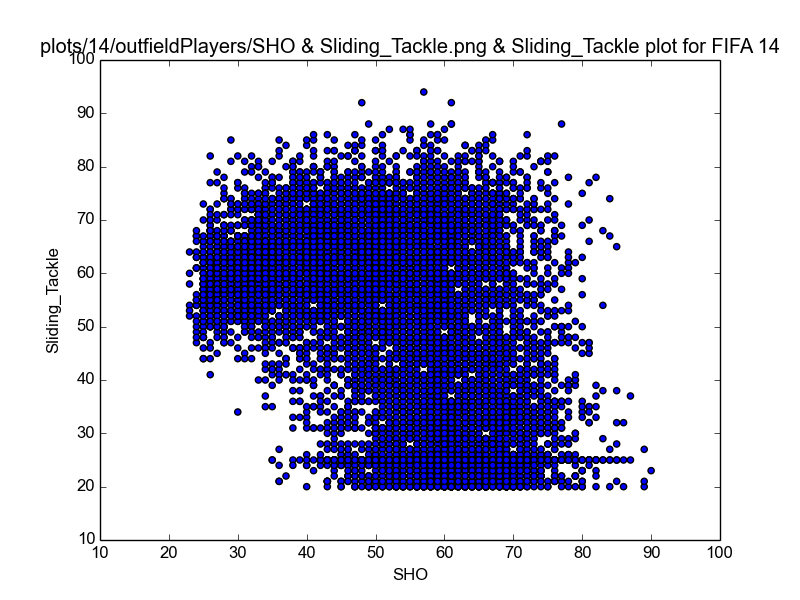 plots/14/outfieldPlayers/SHO & Sliding_Tackle.png & Sliding_Tackle plot for FIFA 14
100
90
80
70
60
50
40
30
20
10
Sliding_Tackle
10 20 30 40 50 60 70 80 90 100
SHO